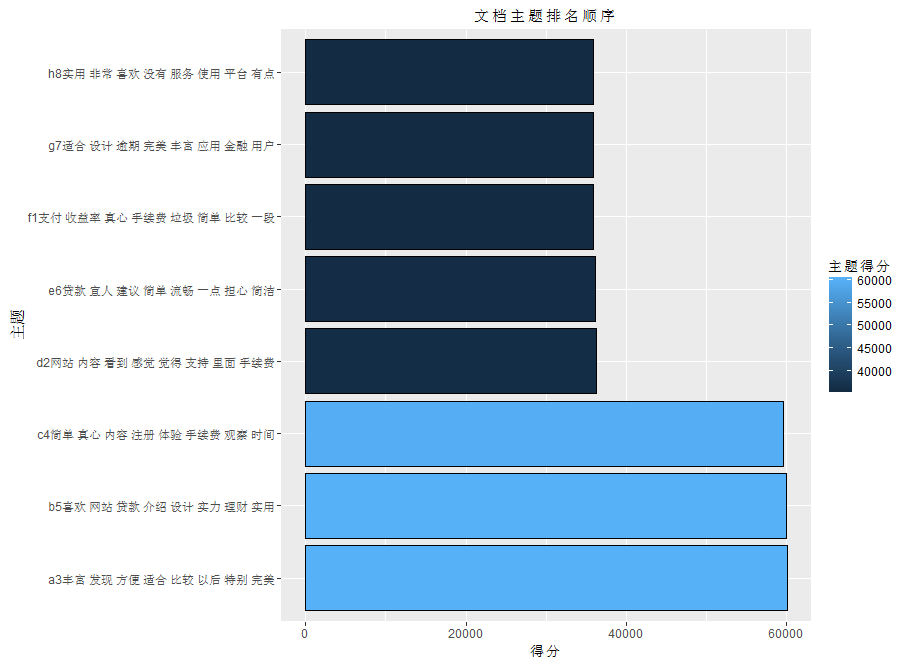 文档主题排名顺序
主题
h8实用 非常 喜欢 没有 服务 使用 平台 有点
g7适合 设计 逾期 完美 丰富 应用 金融 用户
f1支付 收益率 真心 手续费 垃圾 简单 比较 一段
e6贷款 宜人 建议 简单 流畅 一点 担心 简洁
d2网站 内容 看到 感觉 觉得 支持 里面 手续费
c4简单 真心 内容 注册 体验 手续费 观察 时间
b5喜欢 网站 贷款 介绍 设计 实力 理财 实用
a3丰富 发现 方便 适合 比较 以后 特别 完美
0 20000 40000 60000
得分
主题得分
60000
55000
50000
45000
40000